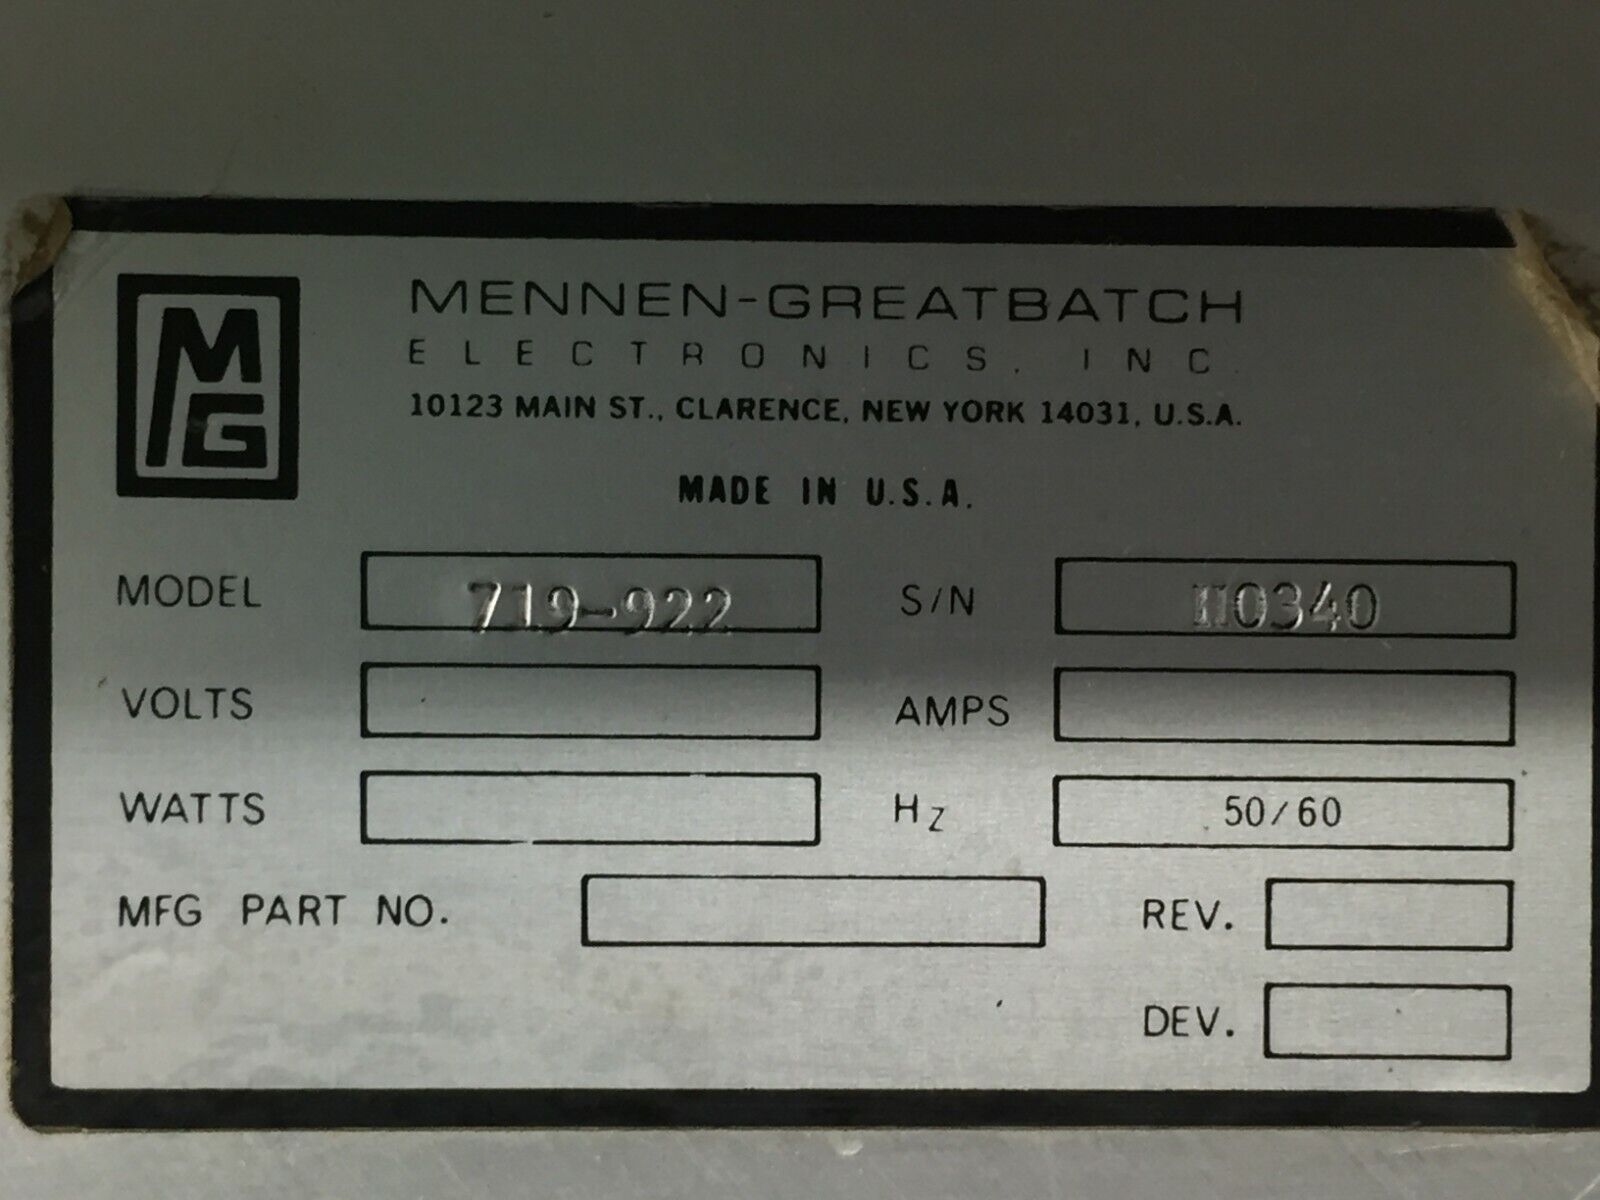 MG
MENNEN-GREATBATCH
ELECTRONICS, INC.
10123 MAIN ST., CLARENCE, NEW YORK 14031, U.S.A.
MADE IN U.S.A.
MODEL 719-922 S/N H0340
VOLTS AMPS
WATTS Hz 50/60
MFG PART NO. REV.
DEV.